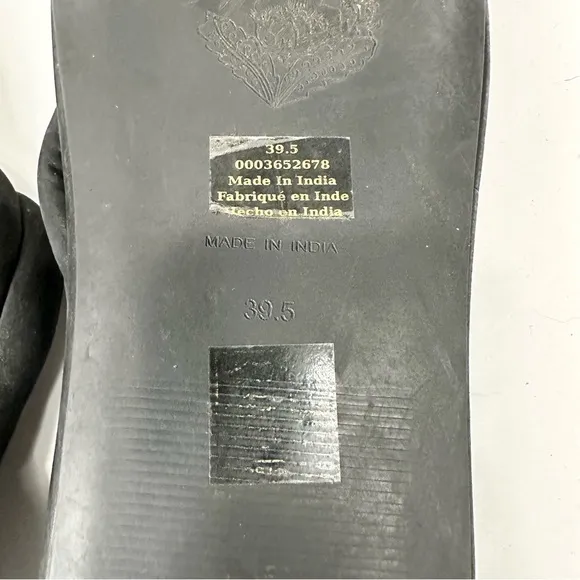 39.5
0003652678
Made In India
Fabriqué en Inde
Hecho en India
MADE IN INDIA
39.5